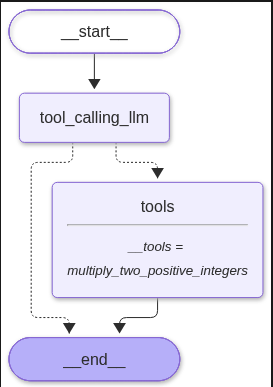 __start__
tool_calling_llm
tools
__tools =
multiply_two_positive_integers
__end__